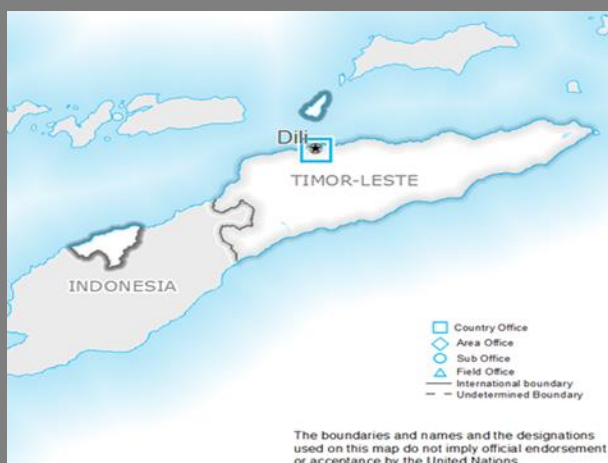 Dili
TIMOR-LESTE
INDONESIA
Country Office
Area Office
Sub Office
Field Office
International boundary
Undetermined Boundary
The boundaries and names and the designations
used on this map do not imply official endorsement
or acceptance by the United Nations